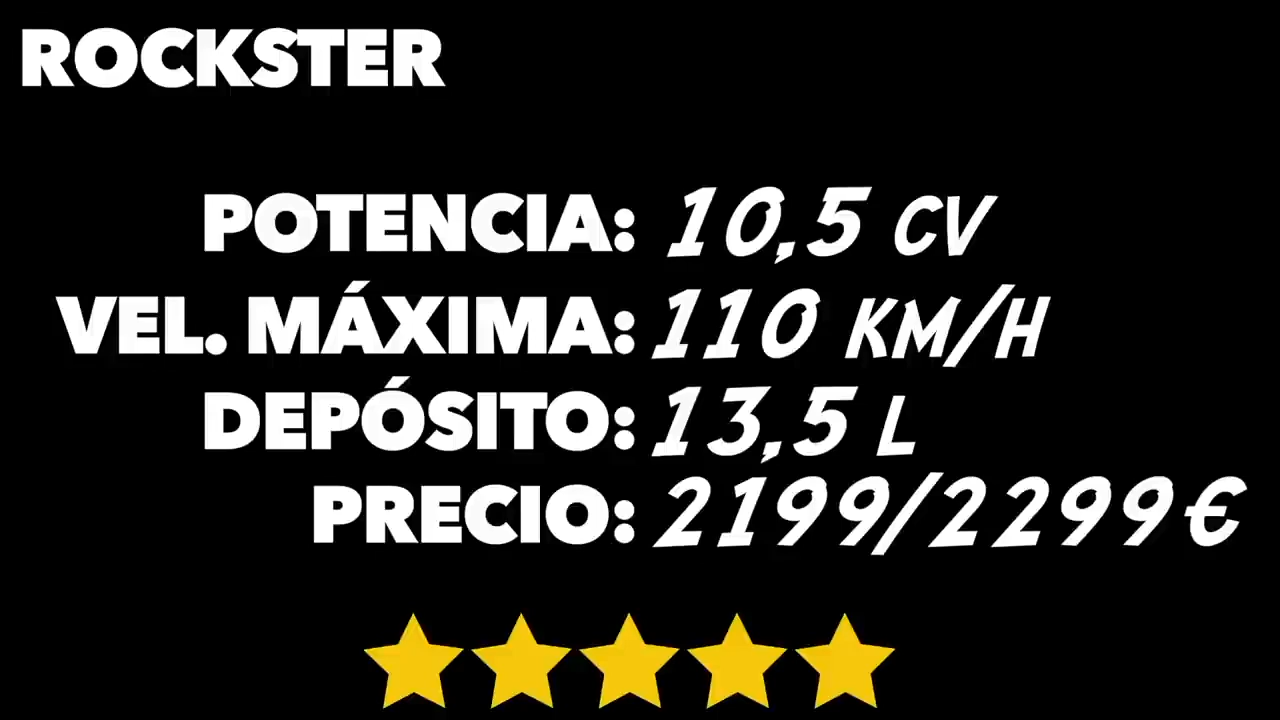 ROCKSTER
POTENCIA: 10,5 CV
VEL. MÁXIMA: 110 KM/H
DEPÓSITO: 13,5 L
PRECIO: 2199/2299€